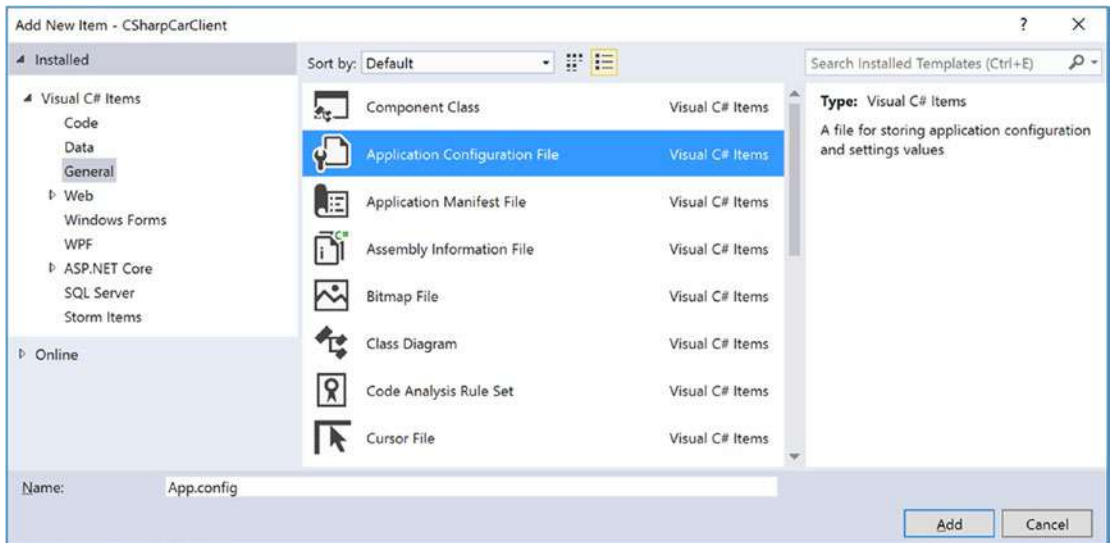 Add New Item - CSharpCarClient
?
Installed
Sort by: Default
Search Installed Templates (Ctrl+E)
Visual C# Items
Code
Data
General
Web
Windows Forms
WPF
ASP.NET Core
SQL Server
Storm Items
Online
Component Class Visual C# Items
Application Configuration File Visual C# Items
Application Manifest File Visual C# Items
Assembly Information File Visual C# Items
Bitmap File Visual C# Items
Class Diagram Visual C# Items
Code Analysis Rule Set Visual C# Items
Cursor File Visual C# Items
Type: Visual C# Items
A file for storing application configuration
and settings values
Name: App.config
Add Cancel